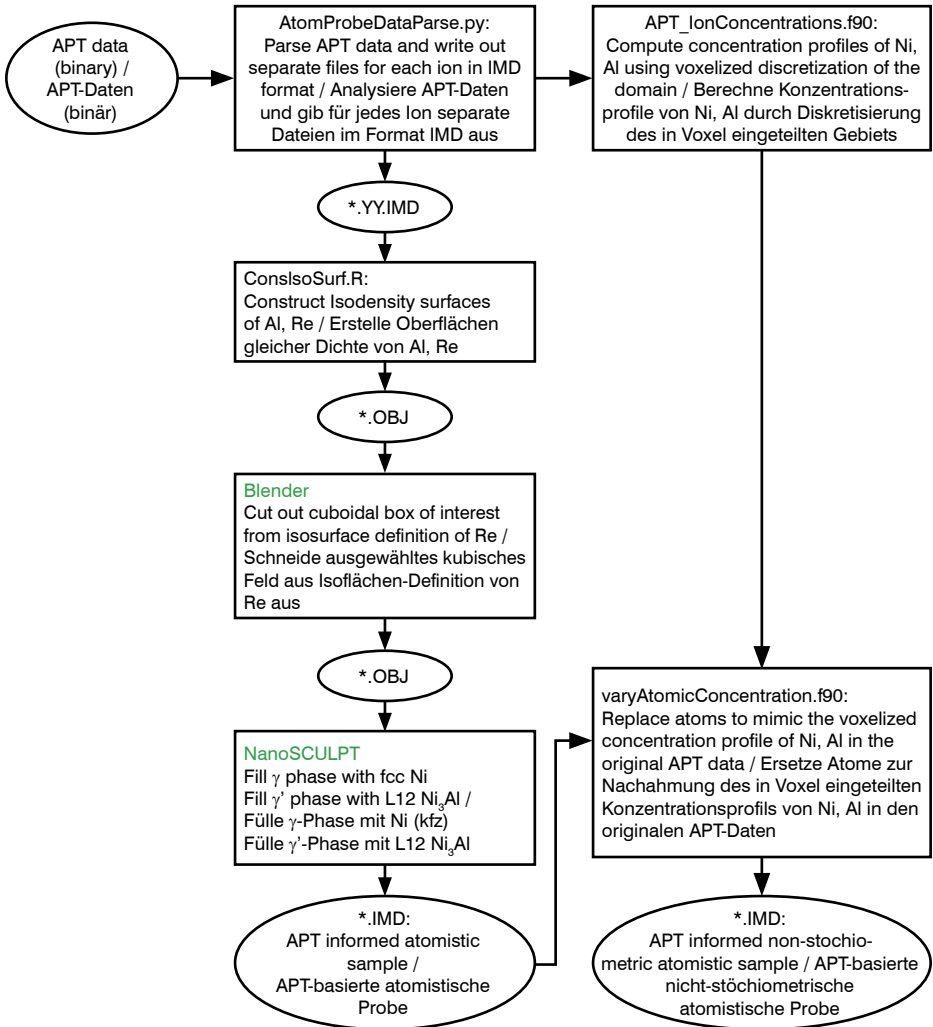 APT data
(binary) /
APT-Daten
(binär)
AtomProbeDataParse.py:
Parse APT data and write out
separate files for each ion in IMD
format / Analysiere APT-Daten
und gib für jedes Ion separate
Dateien im Format IMD aus
APT_IonConcentrations.f90:
Compute concentration profiles of Ni,
Al using voxelized discretization of the
domain / Berechne Konzentrations-
profile von Ni, Al durch Diskretisierung
des in Voxel eingeteilten Gebiets
*.YY.IMD
ConsIsoSurf.R:
Construct Isodensity surfaces
of Al, Re / Erstelle Oberflächen
gleicher Dichte von Al, Re
*.OBJ
Blender
Cut out cuboidal box of interest
from isosurface definition of Re /
Schneide ausgewähltes kubisches
Feld aus Isoflächen-Definition von
Re aus
*.OBJ
NanoSCULPT
Fill γ phase with fcc Ni
Fill γ’ phase with L12 Ni₃Al /
Fülle γ-Phase mit Ni (kfz)
Fülle γ’-Phase mit L12 Ni₃Al
varyAtomicConcentration.f90:
Replace atoms to mimic the voxelized
concentration profile of Ni, Al in the
original APT data / Ersetze Atome zur
Nachahmung des in Voxel eingeteilten
Konzentrationsprofils von Ni, Al in den
originalen APT-Daten
*.IMD:
APT informed atomistic
sample /
APT-basierte atomistische
Probe
*.IMD:
APT informed non-stochio-
metric atomistic sample / APT-basierte
nicht-stöchiometrische
atomistische Probe